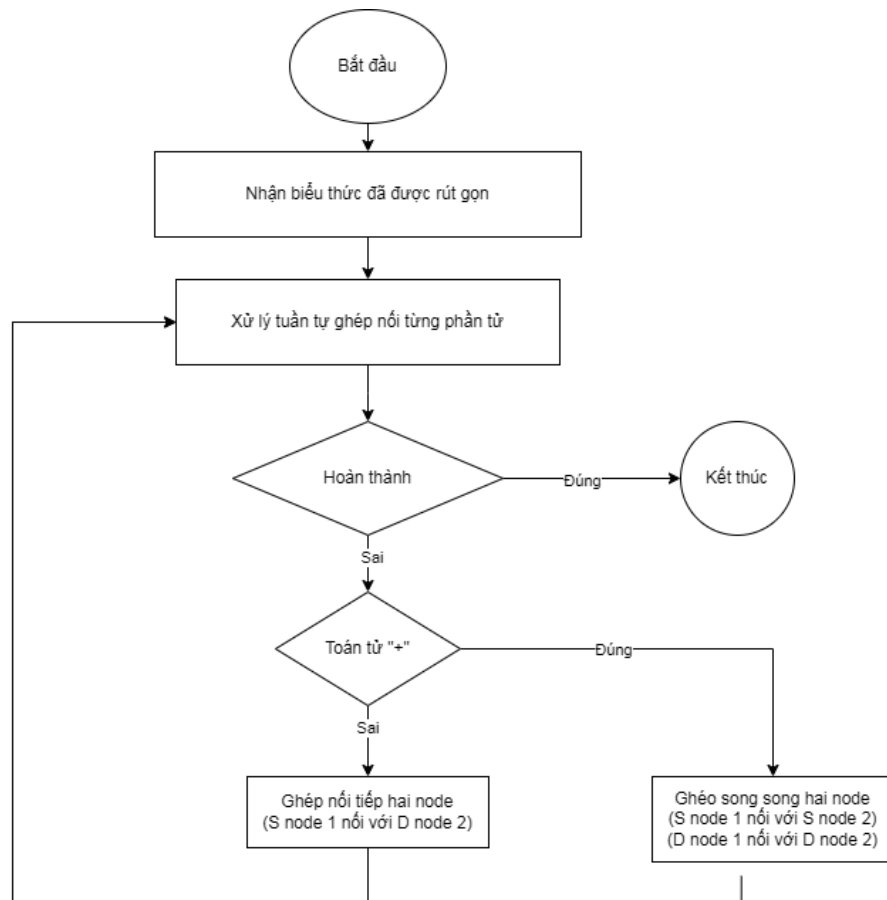 Bắt đầu
Nhận biểu thức đã được rút gọn
Xử lý tuần tự ghép nối từng phần tử
Hoàn thành
Đúng
Kết thúc
Sai
Toán tử "+"
Đúng
Sai
Ghép nối tiếp hai node
(S node 1 nối với D node 2)
Ghéo song song hai node
(S node 1 nối với S node 2)
(D node 1 nối với D node 2)